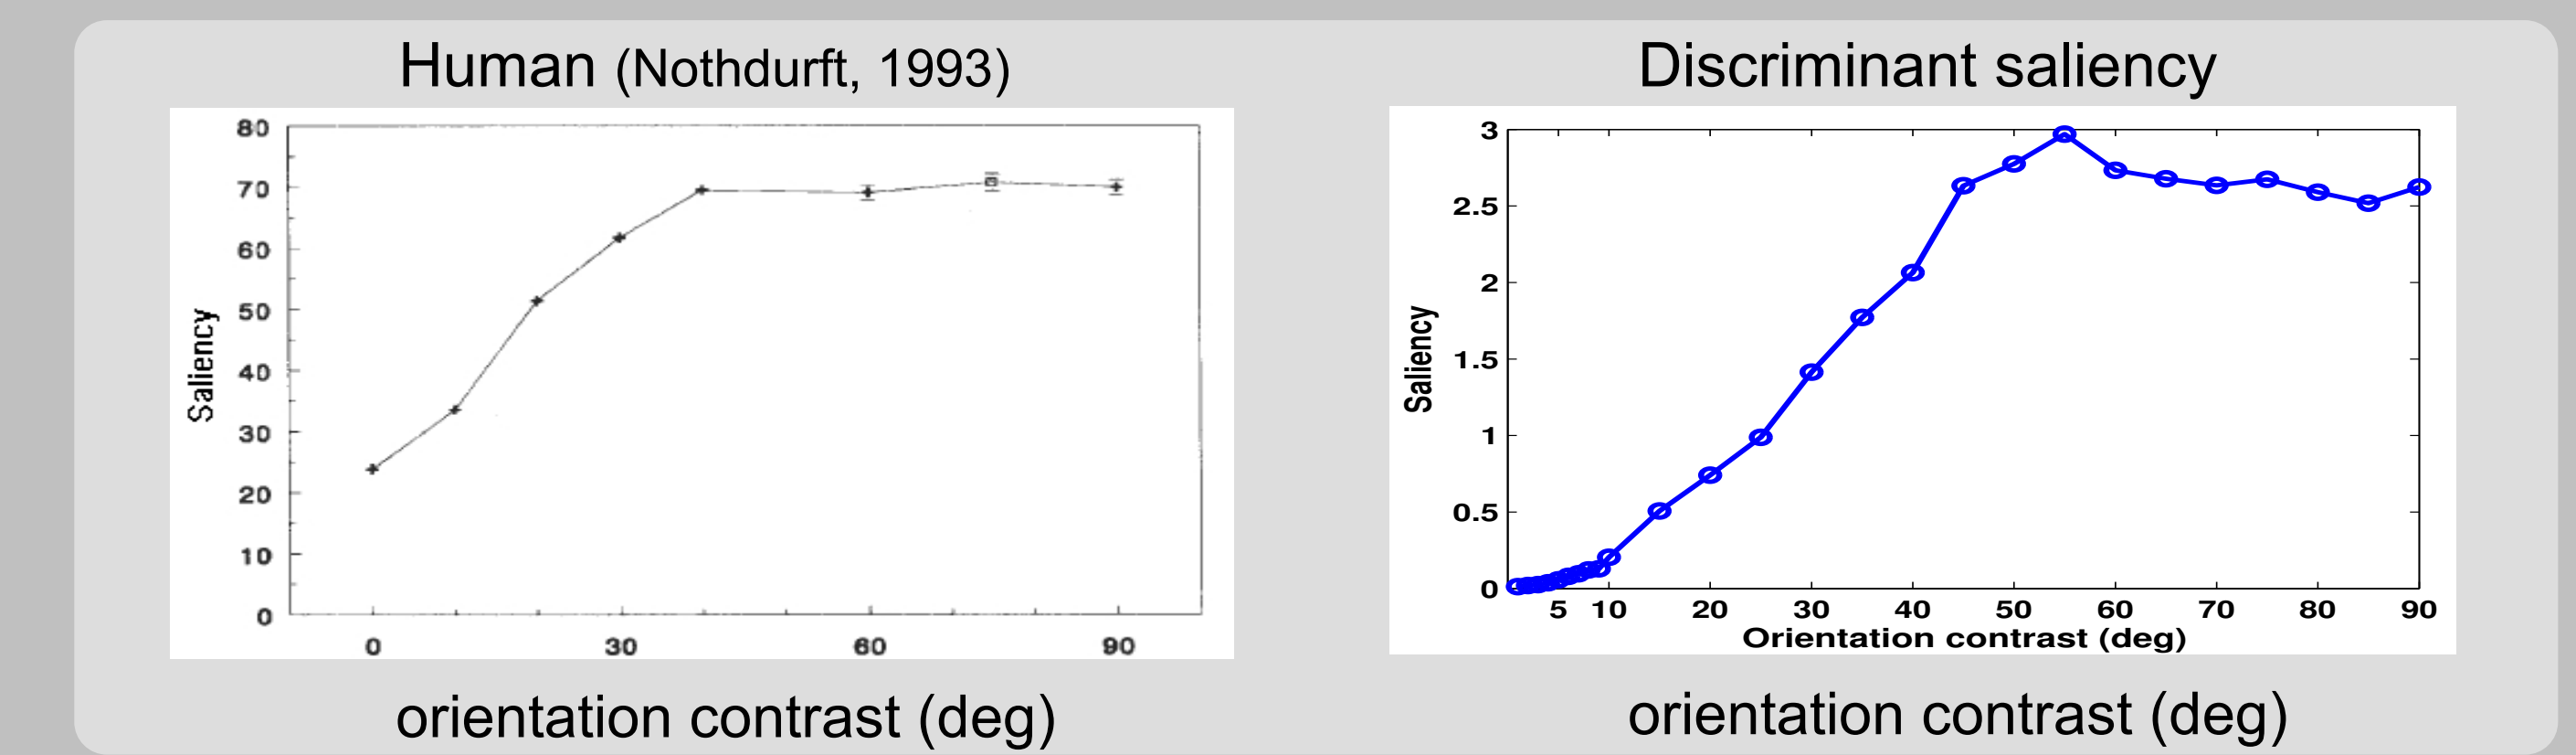 Human (Nothdurft, 1993)
80
70
60
50
40
30
20
10
0
Saliency
0 30 60 90
orientation contrast (deg)
Discriminant saliency
3
2.5
2
1.5
1
0.5
0
Saliency
5 10 20 30 40 50 60 70 80 90
Orientation contrast (deg)
orientation contrast (deg)